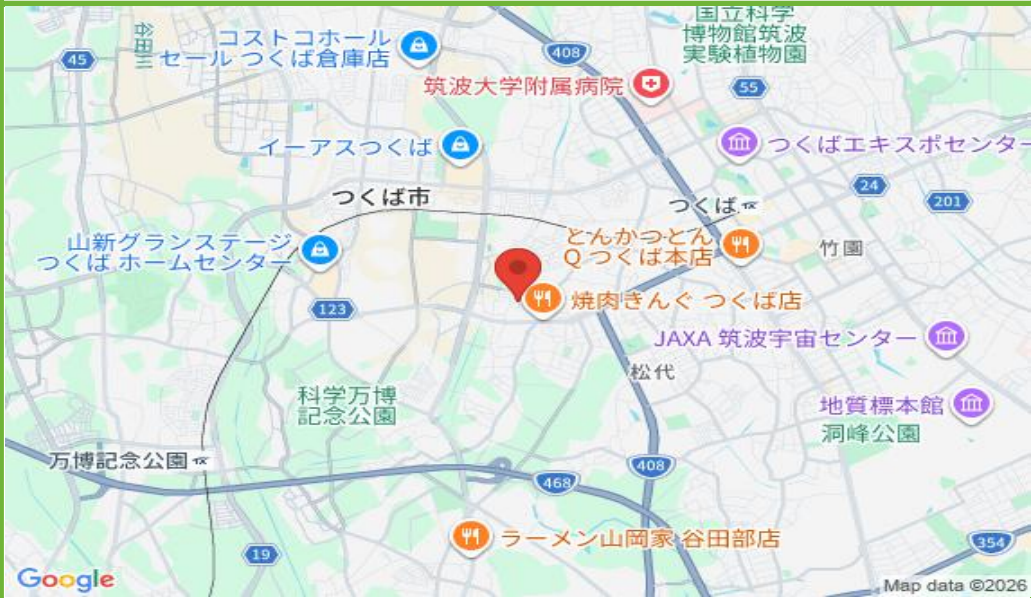 谷田部三
45
コストコホール
セール つくば倉庫店
408
国立科学
博物館筑波
実験植物園
筑波大学附属病院
55
イーアスつくば
つくばエキスポセンター
24
201
つくば市
つくば
山新グランステージ
つくば ホームセンター
とんかつとん
Q つくば本店
竹園
123
焼肉きんぐ つくば店
JAXA 筑波宇宙センター
松代
科学万博
記念公園
地質標本館
洞峰公園
万博記念公園
408
468
ラーメン山岡家 谷田部店
19
354
Google
Map data ©2026